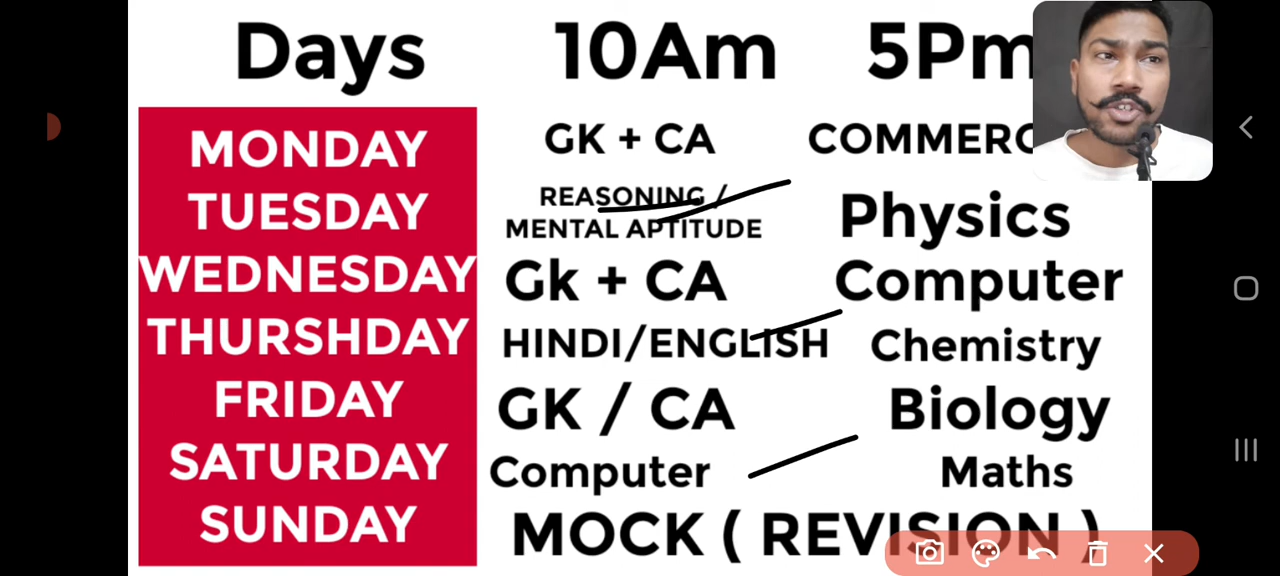 Days 10Am 5Pm
MONDAY GK + CA COMMERC
TUESDAY REASONING / MENTAL APTITUDE Physics
WEDNESDAY Gk + CA Computer
THURSHDAY HINDI/ENGLISH Chemistry
FRIDAY GK / CA Biology
SATURDAY Computer Maths
SUNDAY MOCK ( REVISION )